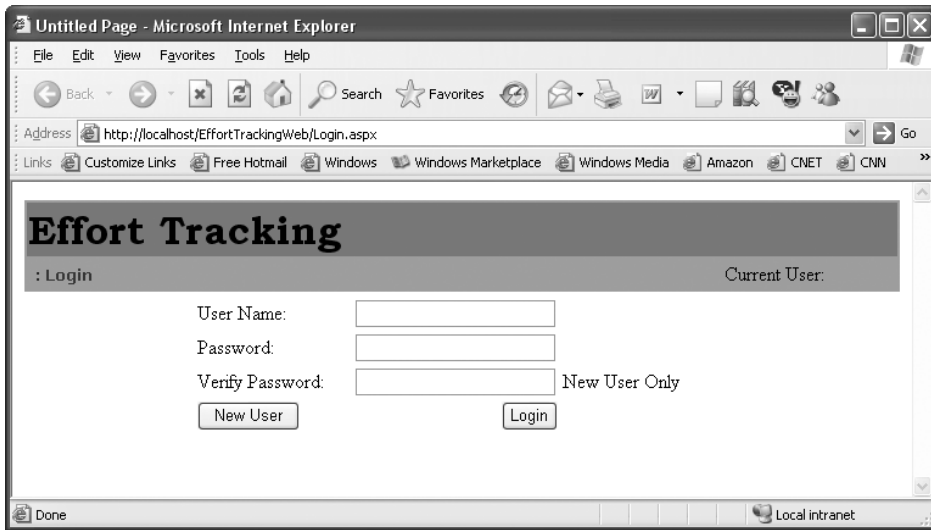 Untitled Page - Microsoft Internet Explorer
File Edit View Favorites Tools Help
Back Search Favorites W
Address http://localhost/EffortTrackingWeb/Login.aspx Go
Links Customize Links Free Hotmail Windows Windows Marketplace Windows Media Amazon CNET CNN »
Effort Tracking
: Login Current User:
User Name:
Password:
Verify Password: New User Only
New User Login
Done Local intranet